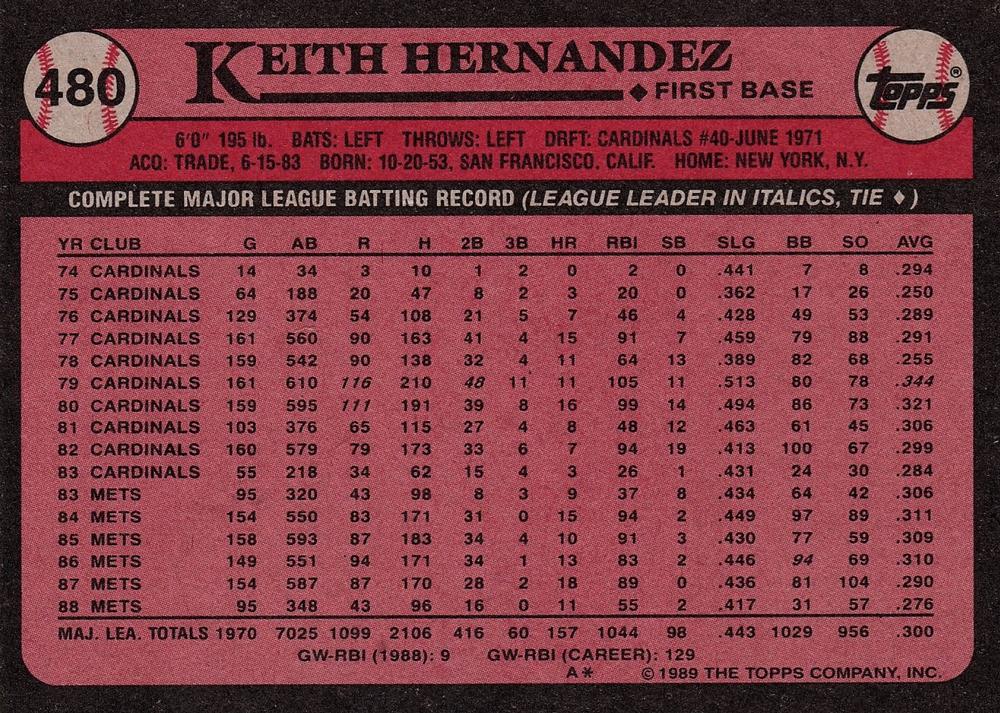 480
KEITH HERNANDEZ
◆ FIRST BASE
TOPPS®
6'0" 195 lb. BATS: LEFT THROWS: LEFT DRFT: CARDINALS #40-JUNE 1971
ACQ: TRADE, 6-15-83 BORN: 10-20-53, SAN FRANCISCO, CALIF. HOME: NEW YORK, N.Y.
COMPLETE MAJOR LEAGUE BATTING RECORD (LEAGUE LEADER IN ITALICS, TIE ♦ )
YR CLUB G AB R H 2B 3B HR RBI SB SLG BB SO AVG
74 CARDINALS 14 34 3 10 1 2 0 2 0 .441 7 8 .294
75 CARDINALS 64 188 20 47 8 2 3 20 0 .362 17 26 .250
76 CARDINALS 129 374 54 108 21 5 7 46 4 .428 49 53 .289
77 CARDINALS 161 560 90 163 41 4 15 91 7 .459 79 88 .291
78 CARDINALS 159 542 90 138 32 4 11 64 13 .389 82 68 .255
79 CARDINALS 161 610 116 210 48 11 11 105 11 .513 80 78 .344
80 CARDINALS 159 595 111 191 39 8 16 99 14 .494 86 73 .321
81 CARDINALS 103 376 65 115 27 4 8 48 12 .463 61 45 .306
82 CARDINALS 160 579 79 173 33 6 7 94 19 .413 100 67 .299
83 CARDINALS 55 218 34 62 15 4 3 26 1 .431 24 30 .284
83 METS 95 320 43 98 8 3 9 37 8 .434 64 42 .306
84 METS 154 550 83 171 31 0 15 94 2 .449 97 89 .311
85 METS 158 593 87 183 34 4 10 91 3 .430 77 59 .309
86 METS 149 551 94 171 34 1 13 83 2 .446 94 69 .310
87 METS 154 587 87 170 28 2 18 89 0 .436 81 104 .290
88 METS 95 348 43 96 16 0 11 55 2 .417 31 57 .276
MAJ. LEA. TOTALS 1970 7025 1099 2106 416 60 157 1044 98 .443 1029 956 .300
GW-RBI (1988): 9 GW-RBI (CAREER): 129
A* © 1989 THE TOPPS COMPANY, INC.